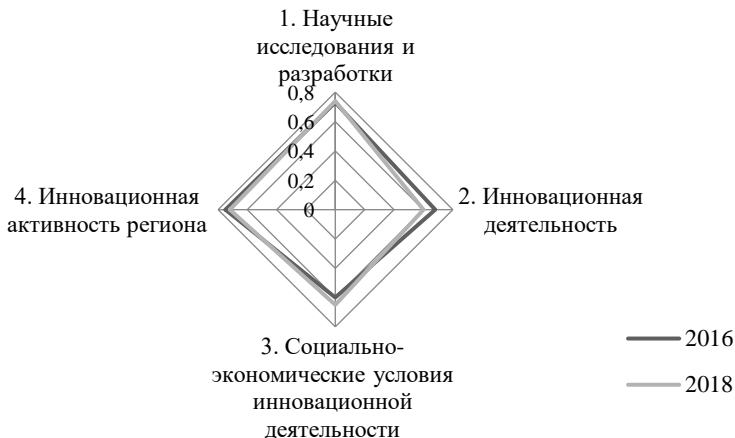 1. Научные
исследования и
разработки
0,8
0,6
0,4
0,2
0
4. Инновационная
активность региона
2. Инновационная
деятельность
3. Социально-
экономические условия
инновационной
деятельности
2016
2018